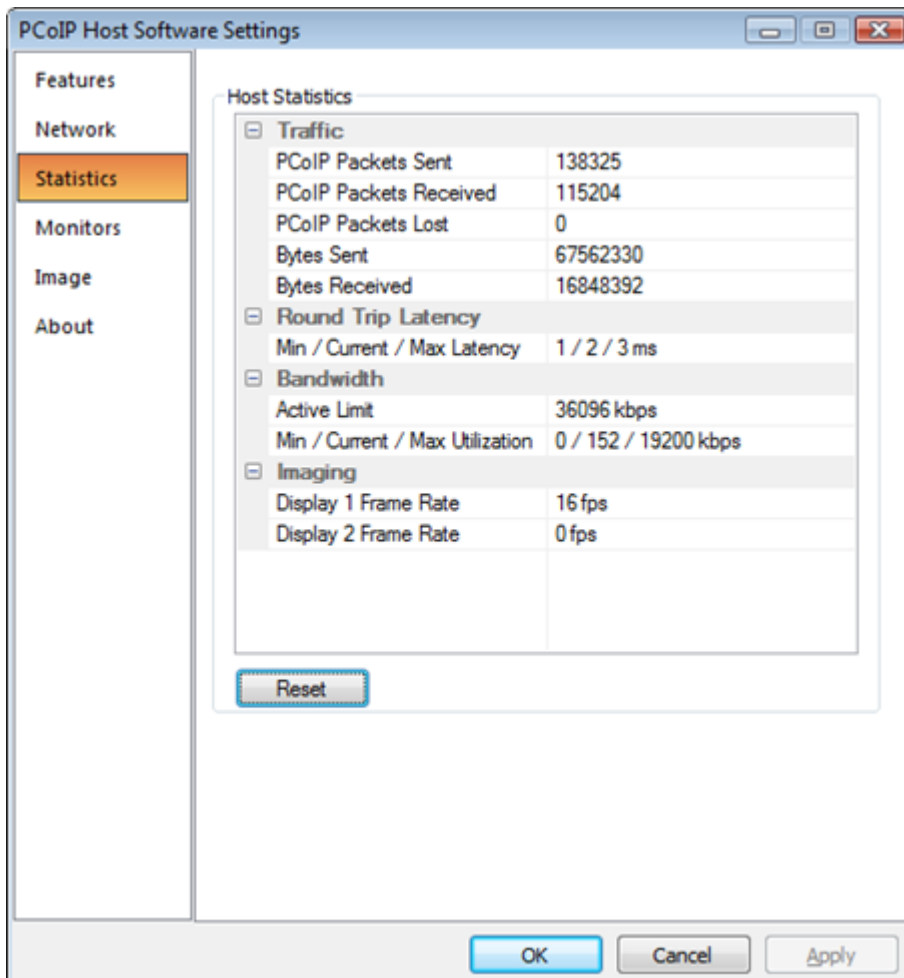 PCoIP Host Software Settings
Features
Network
Statistics
Monitors
Image
About
Host Statistics
Traffic
PCoIP Packets Sent 138325
PCoIP Packets Received 115204
PCoIP Packets Lost 0
Bytes Sent 67562330
Bytes Received 16848392
Round Trip Latency
Min / Current / Max Latency 1 / 2 / 3 ms
Bandwidth
Active Limit 36096 kbps
Min / Current / Max Utilization 0 / 152 / 19200 kbps
Imaging
Display 1 Frame Rate 16 fps
Display 2 Frame Rate 0 fps
Reset
OK Cancel Apply